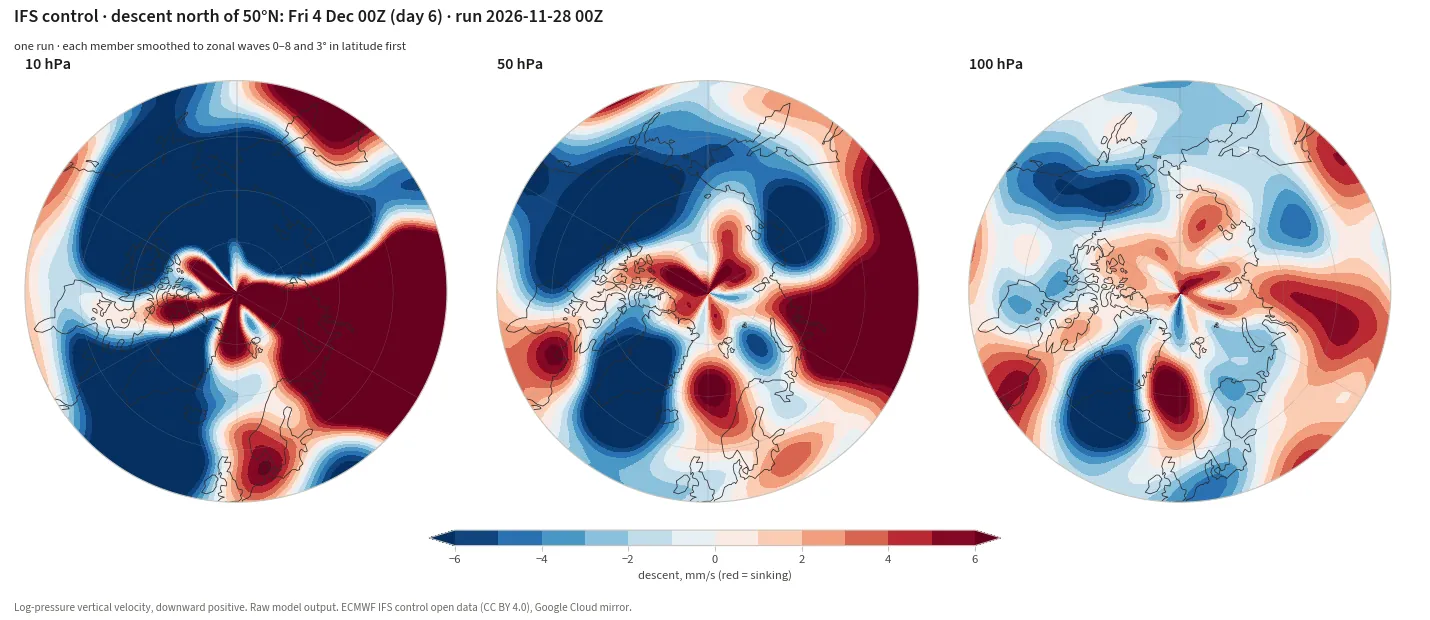 IFS control · descent north of 50°N: Fri 4 Dec 00Z (day 6) · run 2026-11-28 00Z
one run · each member smoothed to zonal waves 0–8 and 3° in latitude first
10 hPa
50 hPa
100 hPa
−6
−4
−2
0
2
4
6
descent, mm/s (red = sinking)
Log-pressure vertical velocity, downward positive. Raw model output. ECMWF IFS control open data (CC BY 4.0), Google Cloud mirror.